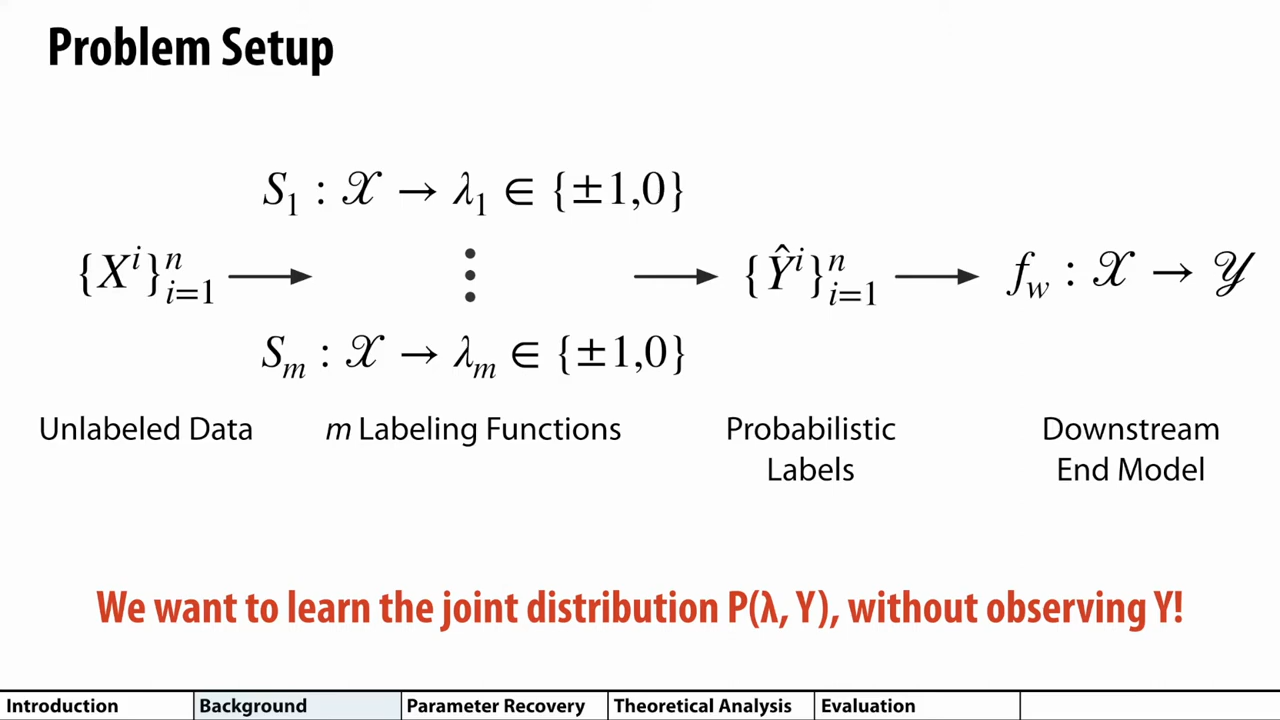 Problem Setup
S₁ : 𝒳 → λ₁ ∈ {±1,0}
{Xⁱ}ⁿᵢ₌₁ → ⋮ → {Ŷⁱ}ⁿᵢ₌₁ → f_w : 𝒳 → 𝒴
Sₘ : 𝒳 → λₘ ∈ {±1,0}
Unlabeled Data m Labeling Functions Probabilistic Labels Downstream End Model
We want to learn the joint distribution P(λ, Y), without observing Y!
Introduction Background Parameter Recovery Theoretical Analysis Evaluation